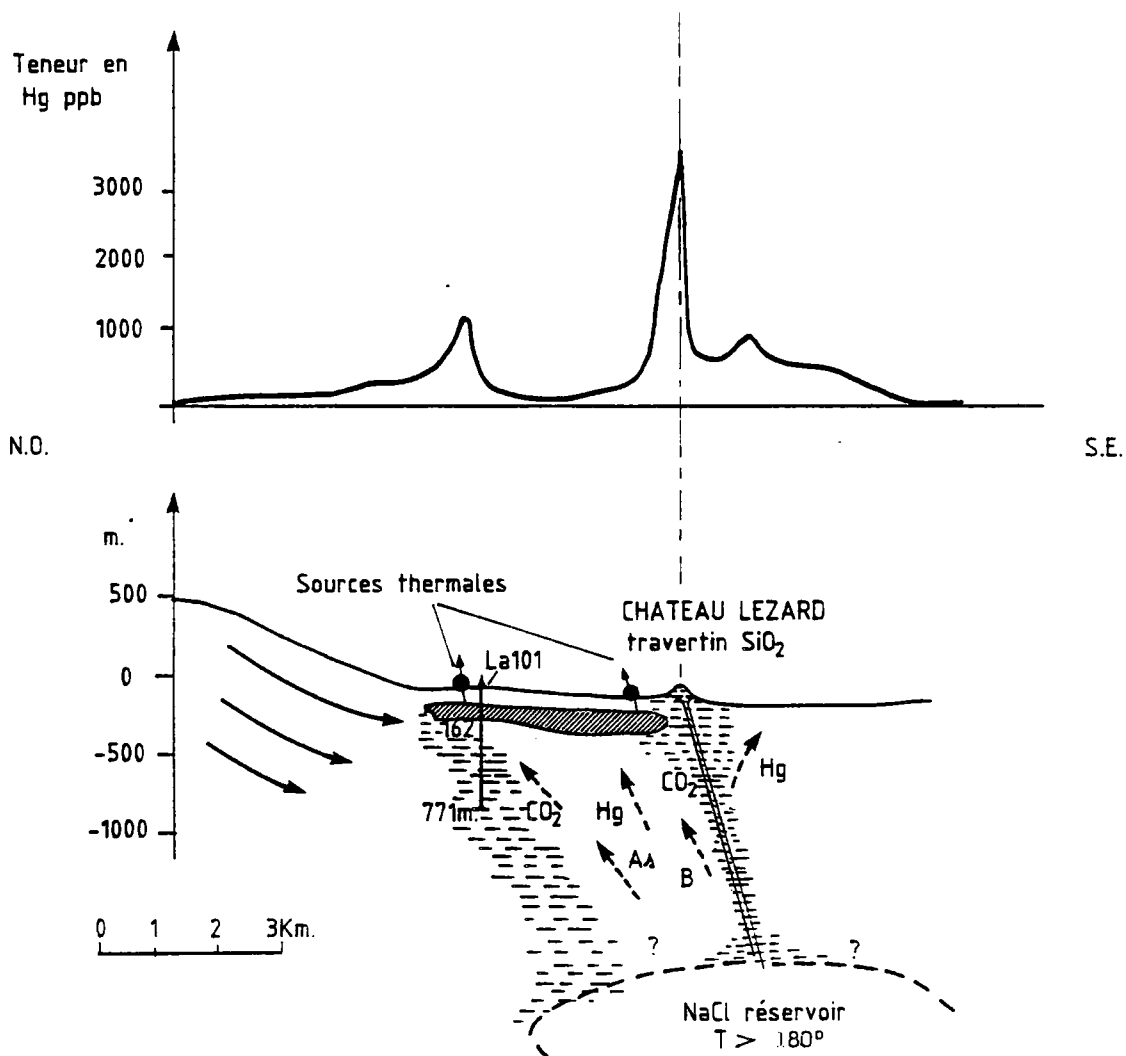 Teneur en
Hg ppb
3000
2000
1000
N.O.
S.E.
m.
500
0
-500
-1000
Sources thermales
CHATEAU LEZARD
travertin SiO₂
La101
162
771m.
CO₂
Hg
As
B
CO₂
Hg
?
?
0 1 2 3Km.
NaCl réservoir
T > 180°